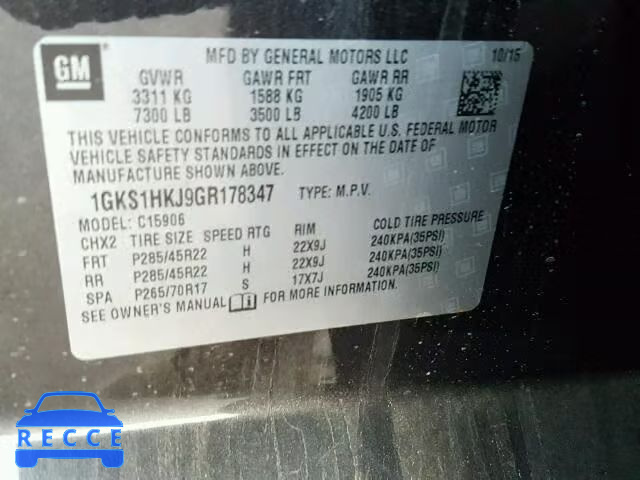 GM
MFD BY GENERAL MOTORS LLC 10/15
GVWR GAWR FRT GAWR RR
3311 KG 1588 KG 1905 KG
7300 LB 3500 LB 4200 LB
THIS VEHICLE CONFORMS TO ALL APPLICABLE U.S. FEDERAL MOTOR
VEHICLE SAFETY STANDARDS IN EFFECT ON THE DATE OF
MANUFACTURE SHOWN ABOVE.
1GKS1HKJ9GR178347 TYPE: M.P.V.
MODEL: C15906
CHX2 TIRE SIZE SPEED RTG RIM COLD TIRE PRESSURE
FRT P285/45R22 H 22X9J 240KPA(35PSI)
RR P285/45R22 H 22X9J 240KPA(35PSI)
SPA P265/70R17 S 17X7J 240KPA(35PSI)
SEE OWNER'S MANUAL FOR MORE INFORMATION.
RECCE